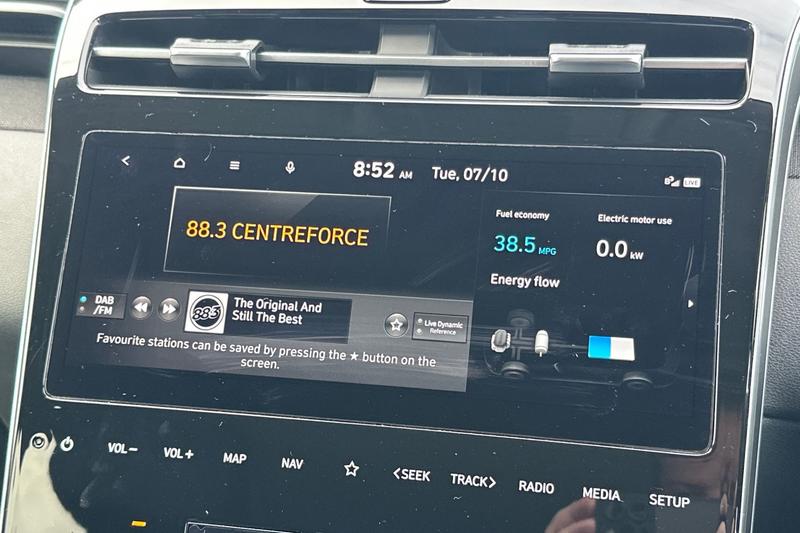 8:52 AM Tue, 07/10
LIVE
88.3 CENTREFORCE
Fuel economy
38.5 MPG
Electric motor use
0.0 kW
Energy flow
DAB
/FM
883
The Original And
Still The Best
Live Dynamic
Reference
Favourite stations can be saved by pressing the ★ button on the
screen.
VOL−
VOL+
MAP
NAV
<SEEK
TRACK>
RADIO
MEDIA
SETUP